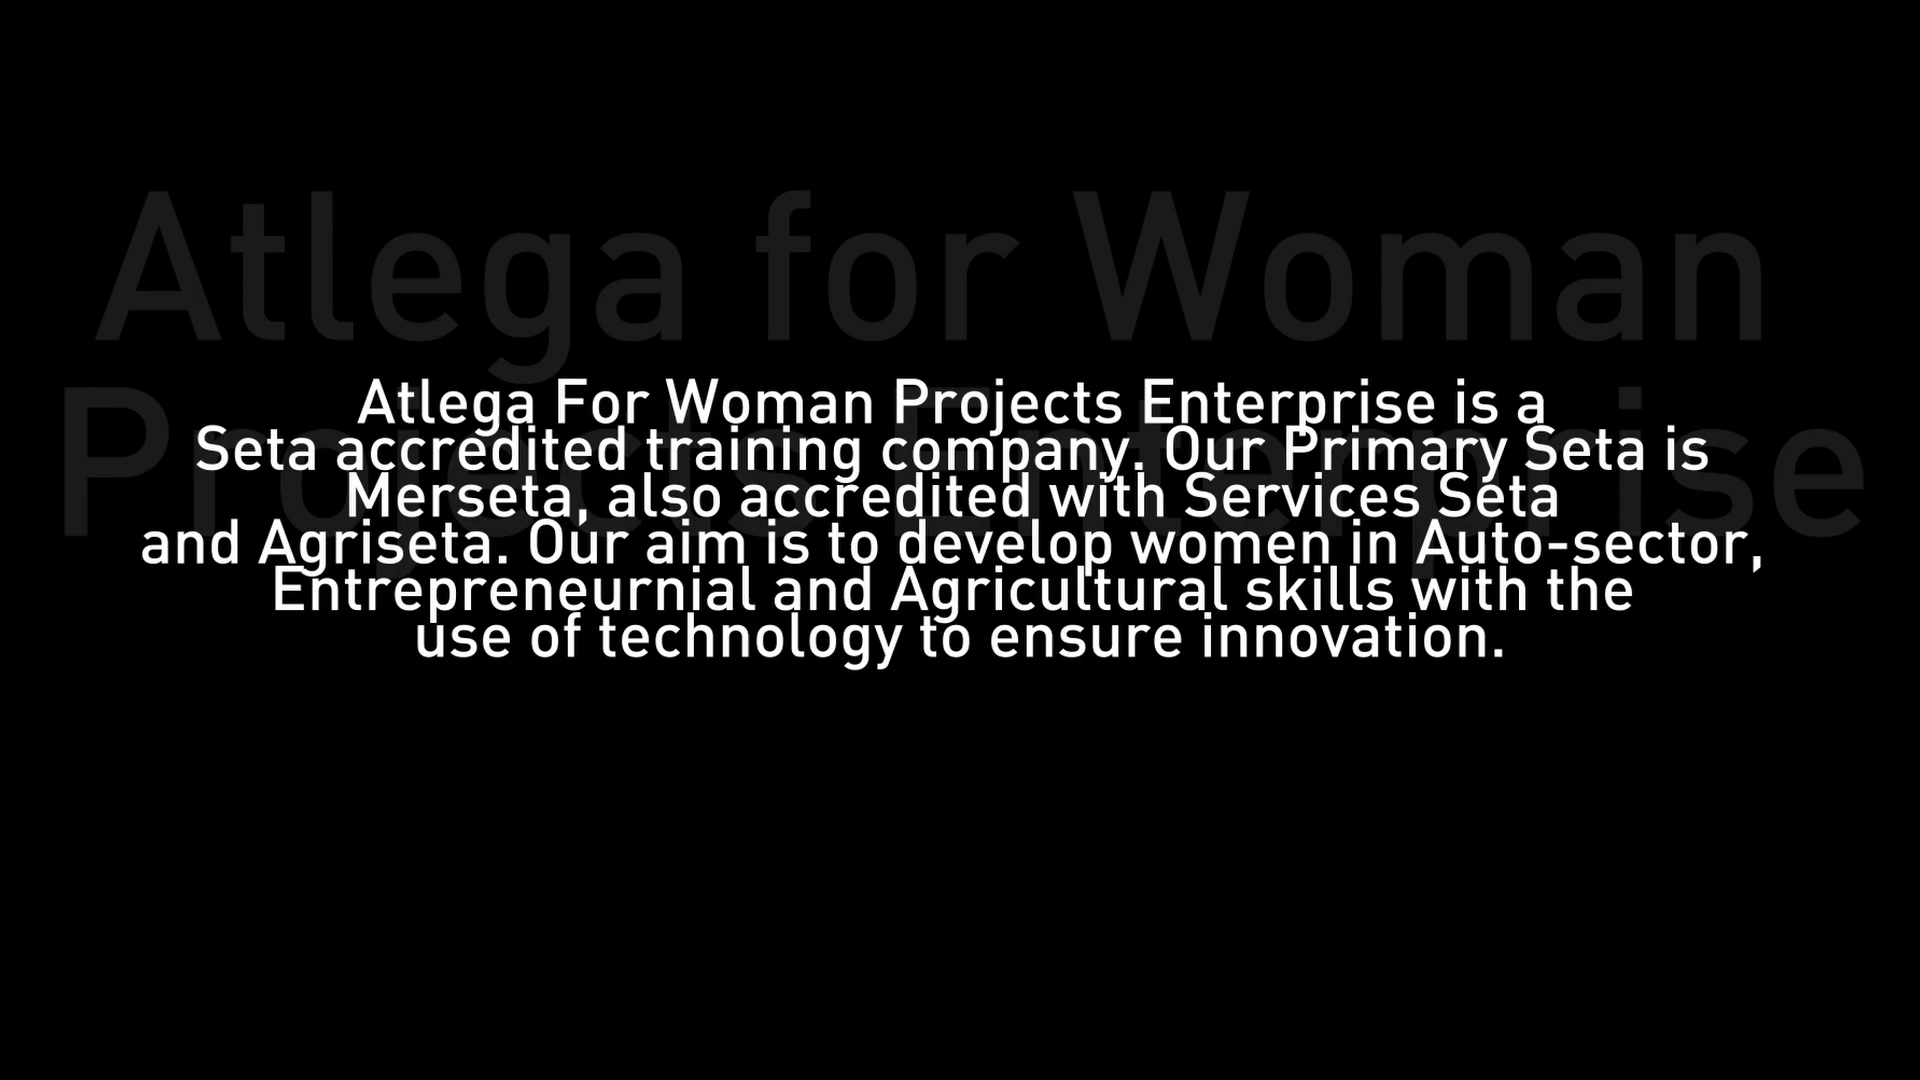 Atlega for Woman
Projects Enterprise
Atlega For Woman Projects Enterprise is a
Seta accredited training company. Our Primary Seta is
Merseta, also accredited with Services Seta
and Agriseta. Our aim is to develop women in Auto-sector,
Entrepreneurnial and Agricultural skills with the
use of technology to ensure innovation.